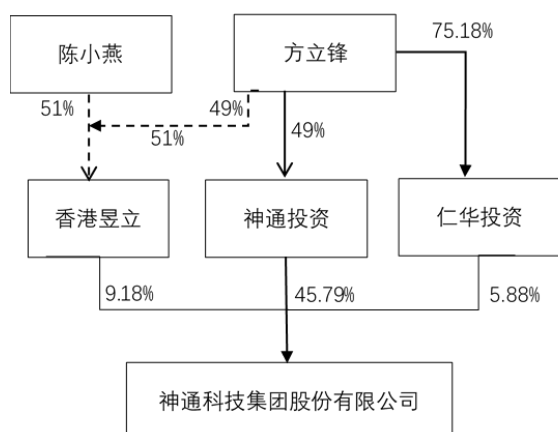 陈小燕
方立锋
75.18%
51%
49%
51%
49%
香港昱立
神通投资
仁华投资
9.18%
45.79%
5.88%
神通科技集团股份有限公司